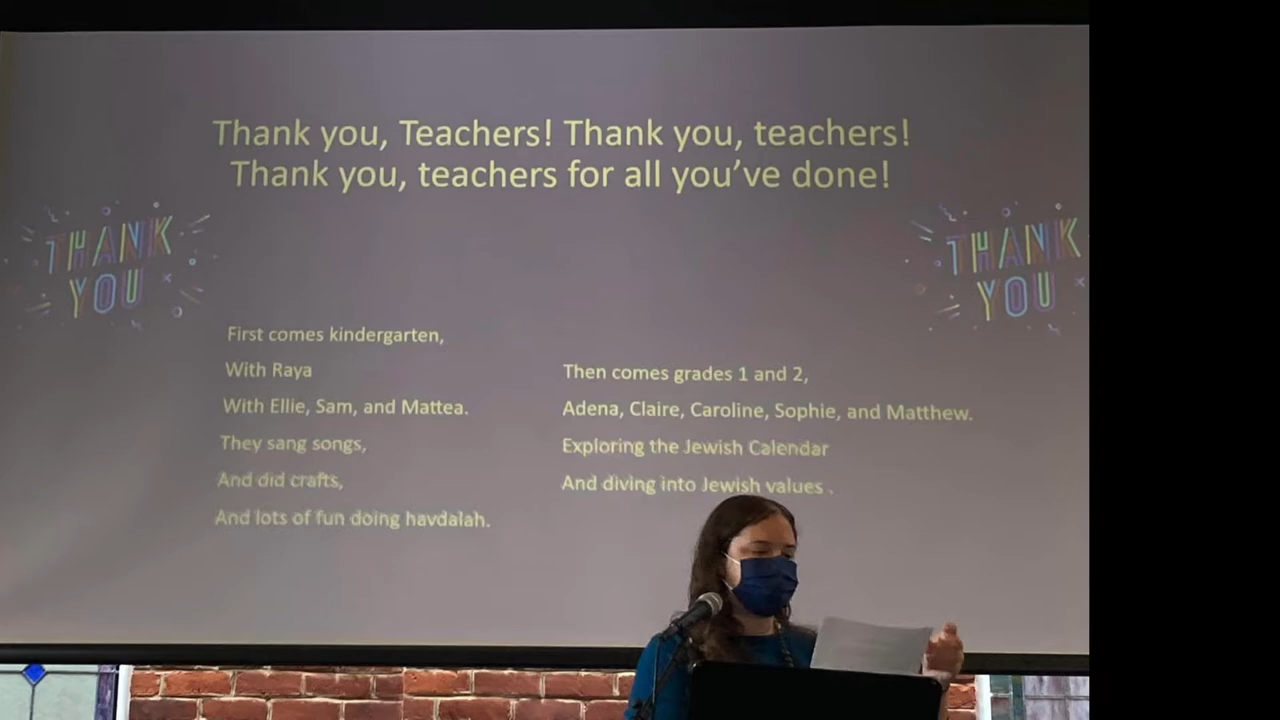 Thank you, Teachers! Thank you, teachers!
Thank you, teachers for all you've done!
THANK
YOU
THANK
YOU
First comes kindergarten,
With Raya
With Ellie, Sam, and Mattea.
They sang songs,
And did crafts,
And lots of fun doing havdalah.
Then comes grades 1 and 2,
Adena, Claire, Caroline, Sophie, and Matthew.
Exploring the Jewish Calendar
And diving into Jewish values .